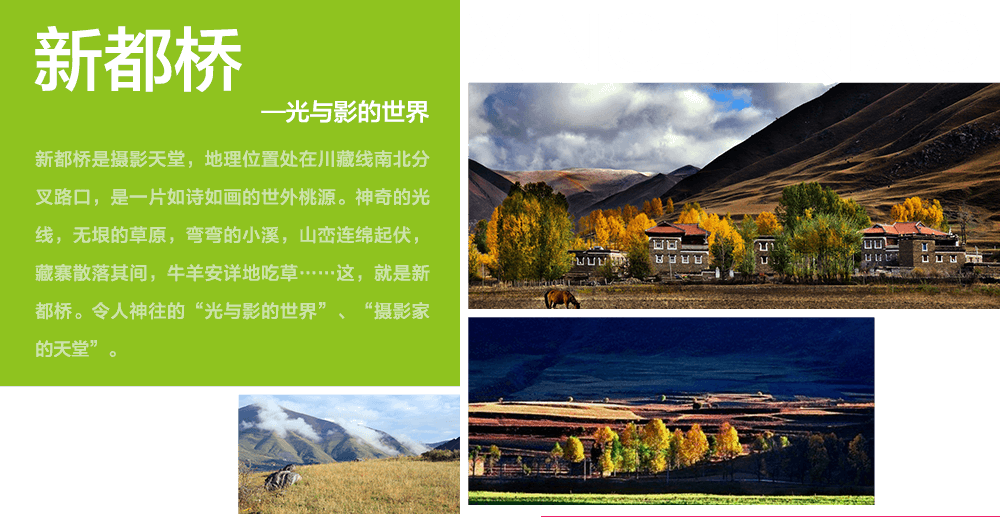 新都桥
—光与影的世界
新都桥是摄影天堂，地理位置处在川藏线南北分
叉路口，是一片如诗如画的世外桃源。神奇的光
线，无垠的草原，弯弯的小溪，山峦连绵起伏，
藏寨散落其间，牛羊安详地吃草……这，就是新
都桥。令人神往的“光与影的世界”、“摄影家
的天堂”。